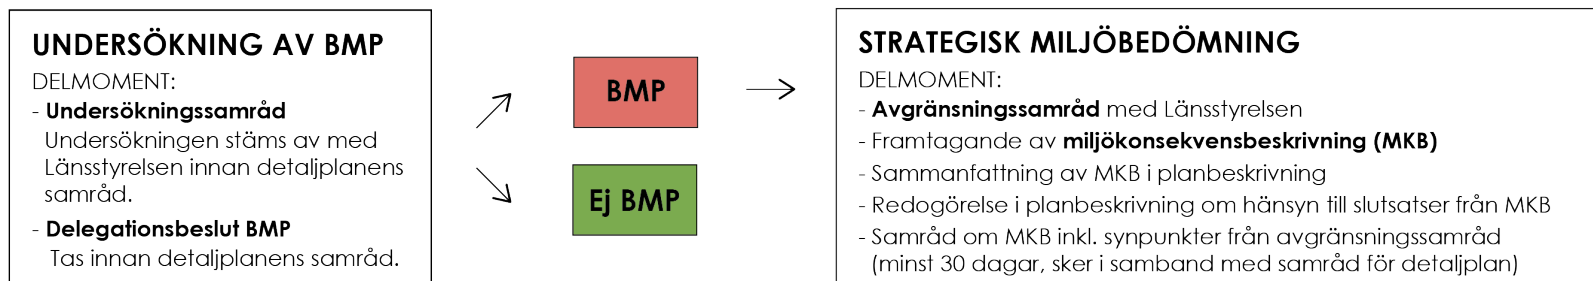 UNDERSÖKNING AV BMP
DELMOMENT:
- Undersökningssamråd
Undersökningen stäms av med
Länsstyrelsen innan detaljplanens
samråd.
- Delegationsbeslut BMP
Tas innan detaljplanens samråd.
BMP
Ej BMP
STRATEGISK MILJÖBEDÖMNING
DELMOMENT:
- Avgränsningssamråd med Länsstyrelsen
- Framtagande av miljökonsekvensbeskrivning (MKB)
- Sammanfattning av MKB i planbeskrivning
- Redogörelse i planbeskrivning om hänsyn till slutsatser från MKB
- Samråd om MKB inkl. synpunkter från avgränsningssamråd
(minst 30 dagar, sker i samband med samråd för detaljplan)